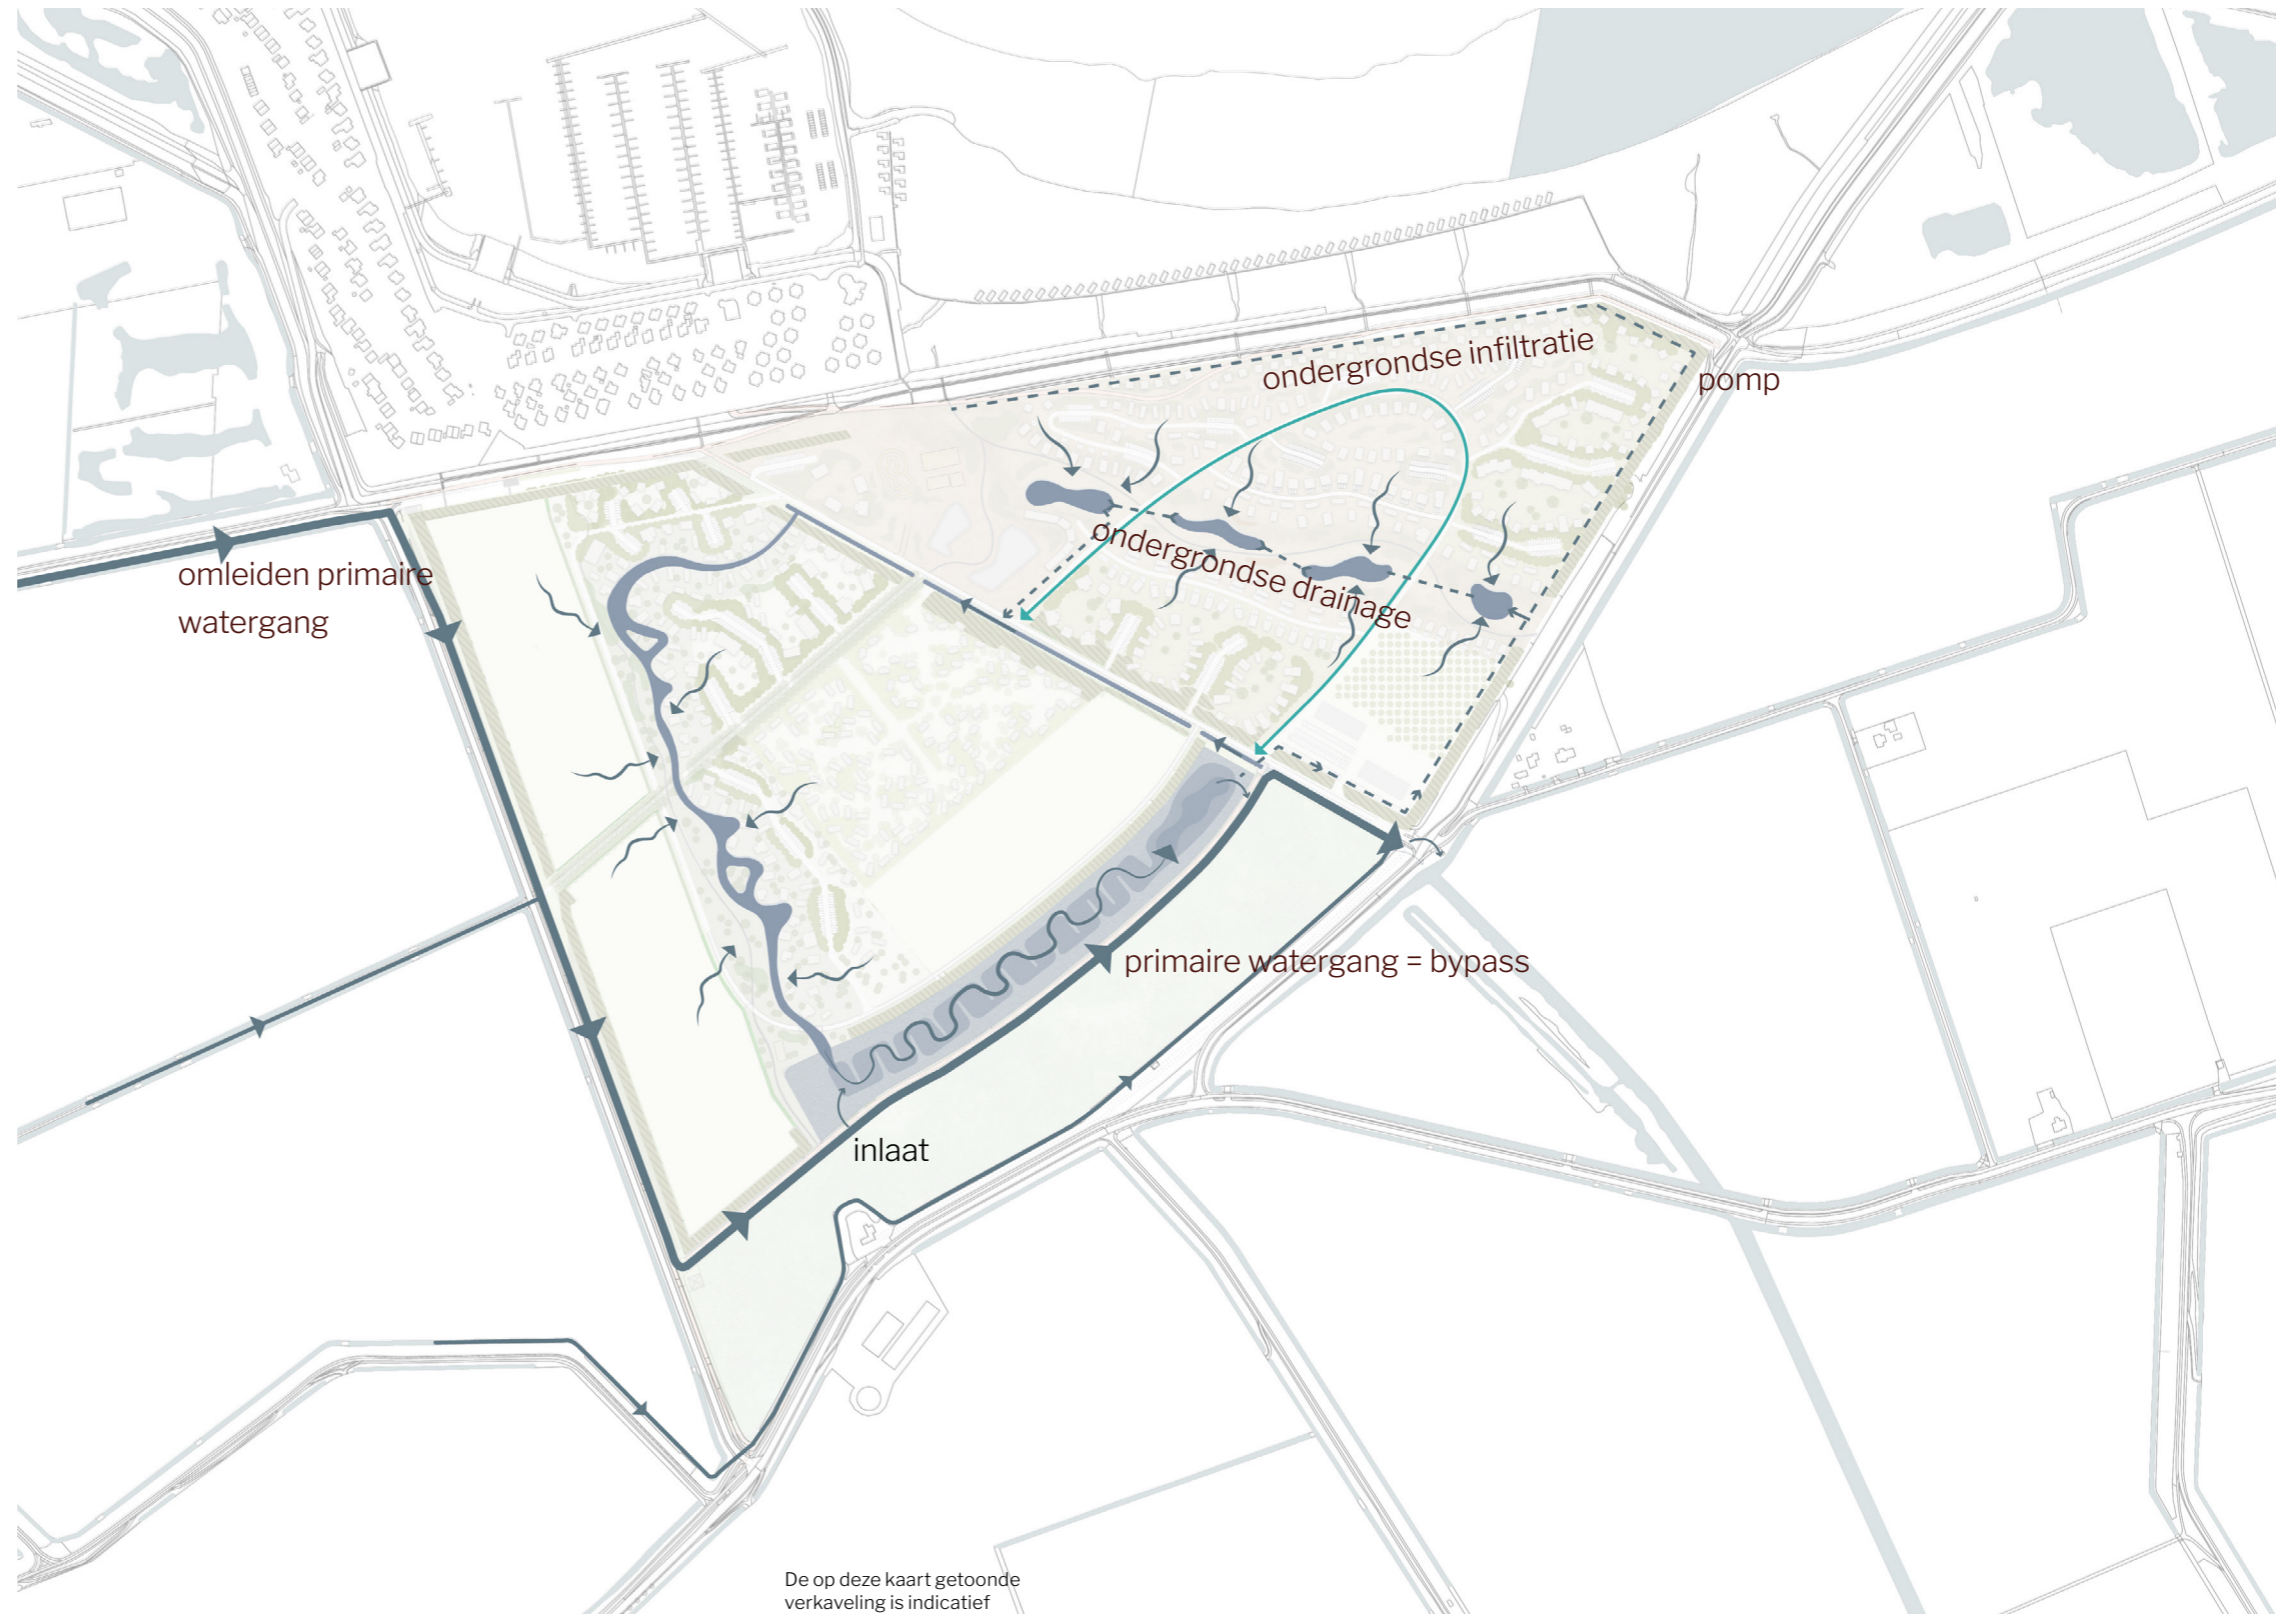 ondergrondse infiltratie
pomp
ondergrondse drainage
omleiden primaire
watergang
primaire watergang = bypass
inlaat
De op deze kaart getoonde
verkaveling is indicatief